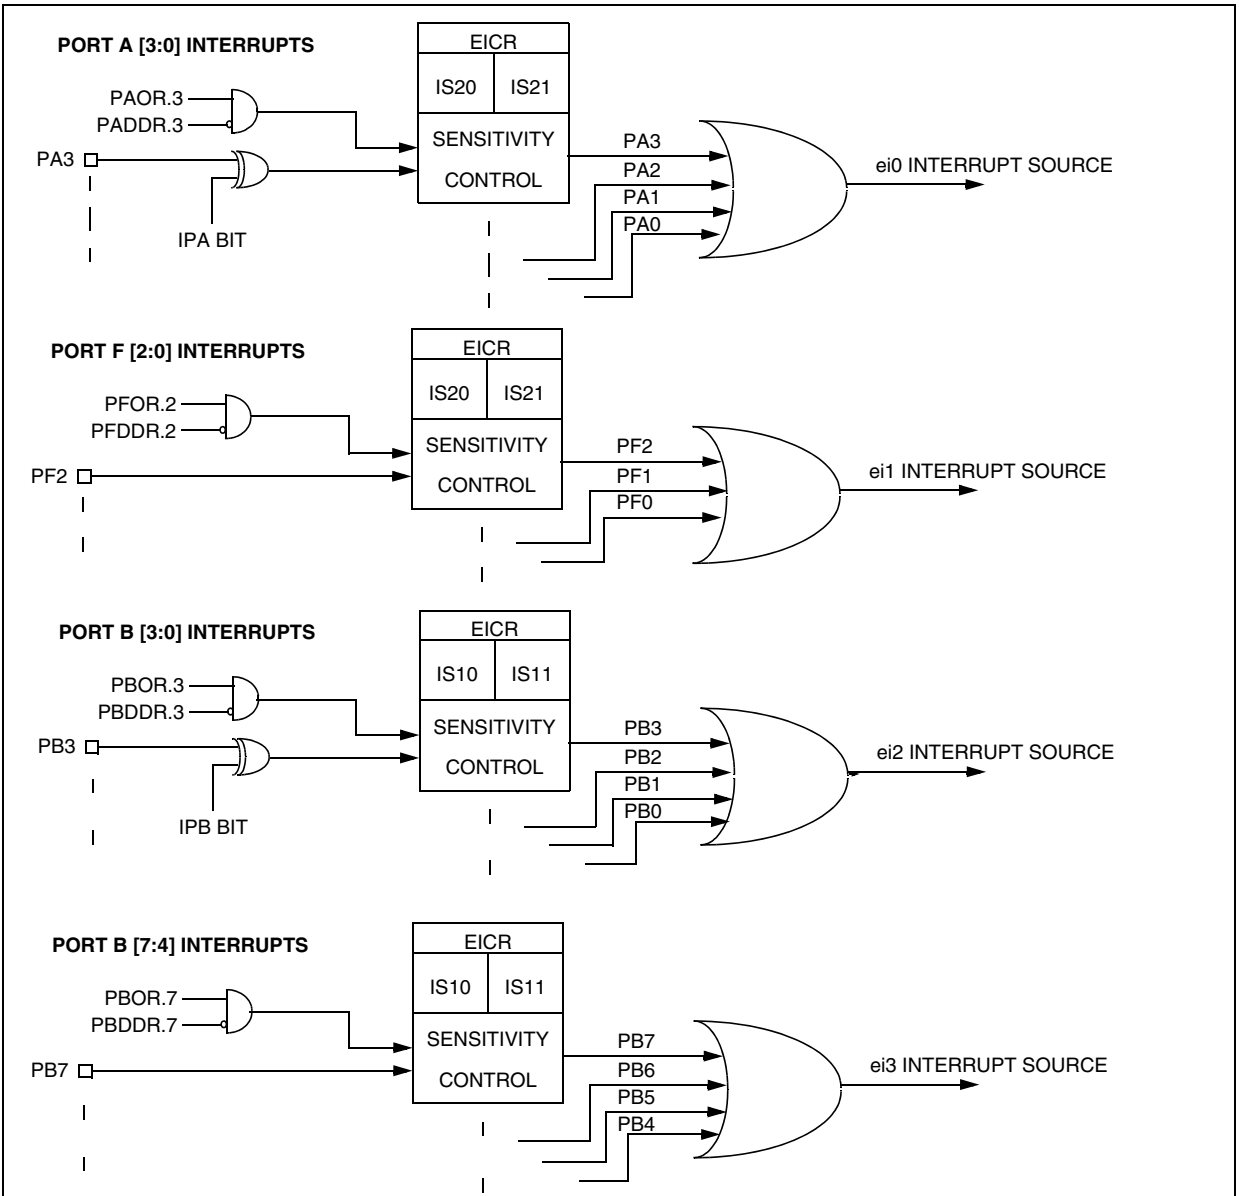 PORT A [3:0] INTERRUPTS
EICR
IS20 IS21
PAOR.3
PADDR.3
SENSITIVITY
CONTROL
PA3
IPA BIT
PA3
PA2
PA1
PA0
ei0 INTERRUPT SOURCE
PORT F [2:0] INTERRUPTS
EICR
IS20 IS21
PFOR.2
PFDDR.2
SENSITIVITY
CONTROL
PF2
PF2
PF1
PF0
ei1 INTERRUPT SOURCE
PORT B [3:0] INTERRUPTS
EICR
IS10 IS11
PBOR.3
PBDDR.3
SENSITIVITY
CONTROL
PB3
IPB BIT
PB3
PB2
PB1
PB0
ei2 INTERRUPT SOURCE
PORT B [7:4] INTERRUPTS
EICR
IS10 IS11
PBOR.7
PBDDR.7
SENSITIVITY
CONTROL
PB7
PB7
PB6
PB5
PB4
ei3 INTERRUPT SOURCE